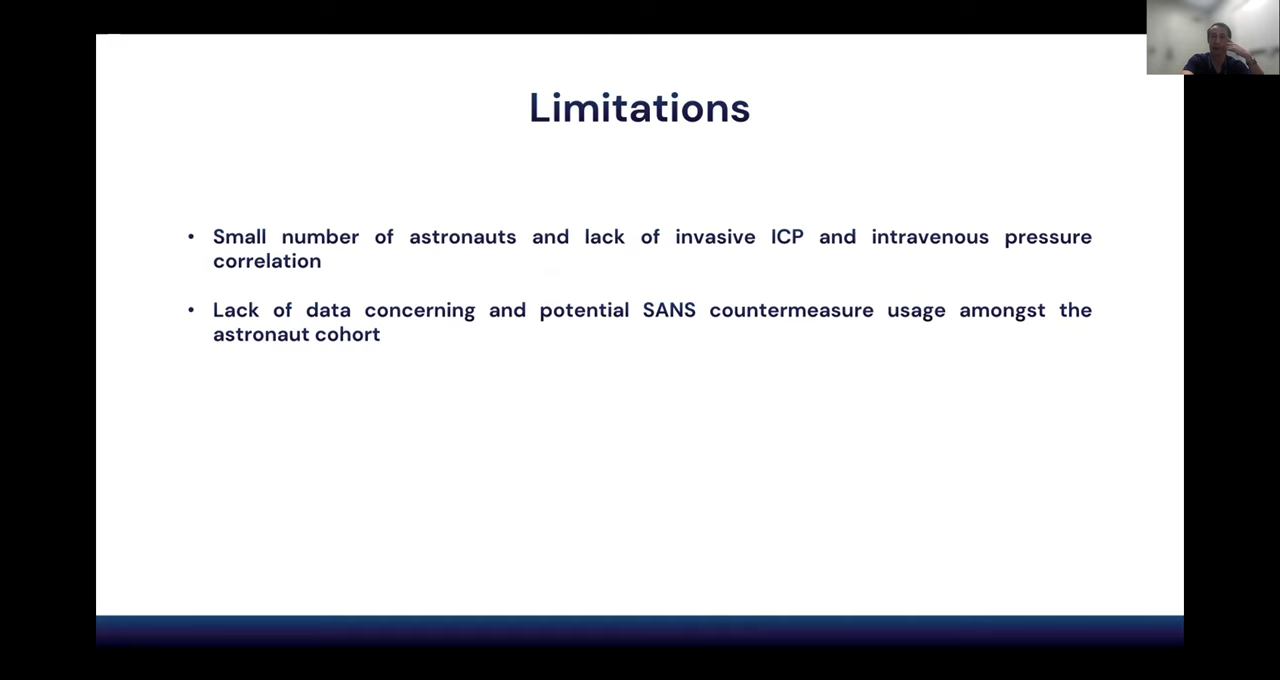 Limitations
• Small number of astronauts and lack of invasive ICP and intravenous pressure
correlation
• Lack of data concerning and potential SANS countermeasure usage amongst the
astronaut cohort